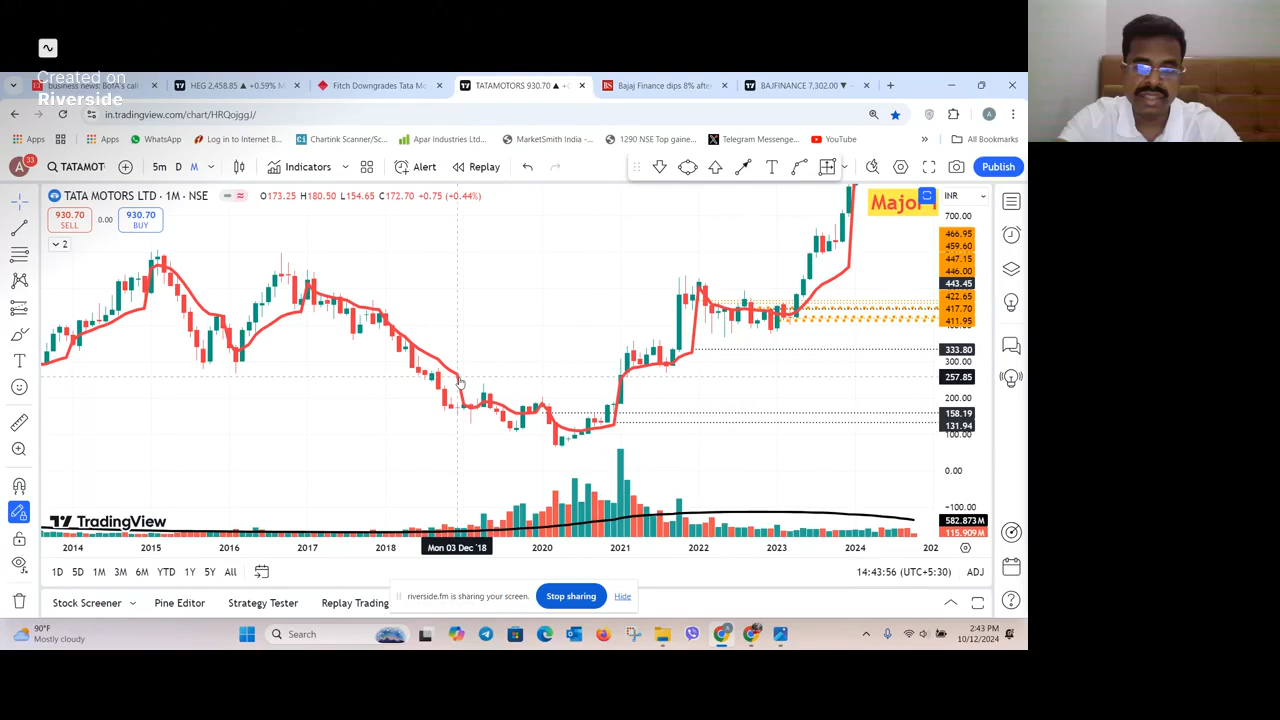 Created on
Riverside
business news: BofA's call
HEG 2,458.85 ▲ +0.59% M
Fitch Downgrades Tata Mo
TATAMOTORS 930.70 ▲ +0
Bajaj Finance dips 8% after
BAJFINANCE 7,302.00 ▼ -
in.tradingview.com/chart/HRQojggJ/
Apps
Apps
WhatsApp
Log in to Internet B...
Chartink Scanner/Sc...
Apar Industries Ltd...
MarketSmith India -...
1290 NSE Top gaine...
Telegram Messenge...
YouTube
All Bookmarks
33
TATAMOT
5m
D
M
Indicators
Alert
Replay
Publish
TATA MOTORS LTD · 1M · NSE
O173.25 H180.50 L154.65 C172.70 +0.75 (+0.44%)
930.70
SELL
0.00
930.70
BUY
2
Major
INR
700.00
466.95
459.60
447.15
446.00
443.45
422.65
417.70
411.95
333.80
300.00
257.85
200.00
158.19
131.94
100.00
0.00
-100.00
582.873M
115.909M
TradingView
2014
2015
2016
2017
2018
Mon 03 Dec '18
2020
2021
2022
2023
2024
202
1D
5D
1M
3M
6M
YTD
1Y
5Y
All
14:43:56 (UTC+5:30)
ADJ
Stock Screener
Pine Editor
Strategy Tester
Replay Trading
riverside.fm is sharing your screen.
Stop sharing
Hide
90°F
Mostly cloudy
Search
2:43 PM
10/12/2024